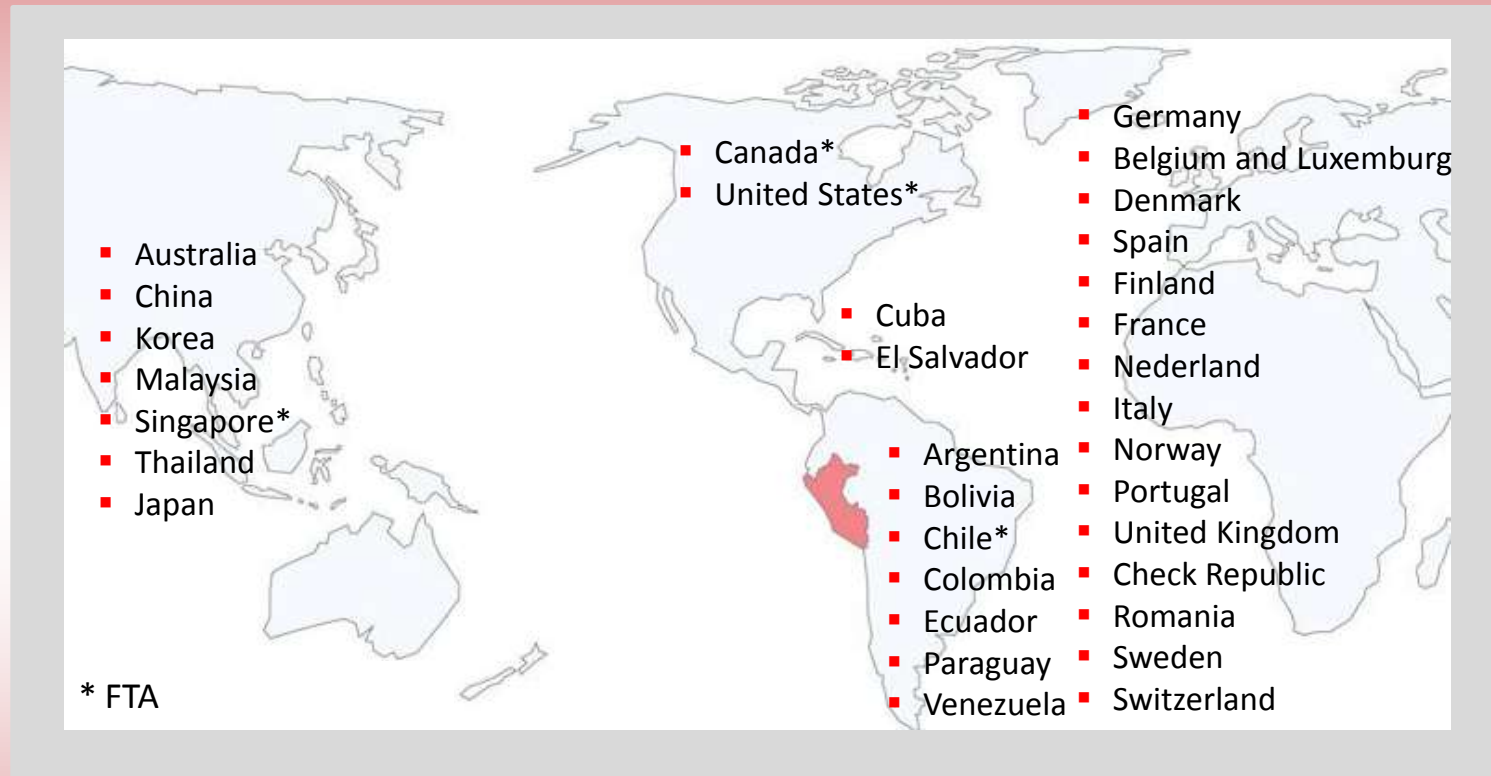 ▪ Australia
▪ China
▪ Korea
▪ Malaysia
▪ Singapore*
▪ Thailand
▪ Japan
* FTA
▪ Canada*
▪ United States*
▪ Cuba
▪ El Salvador
▪ Argentina
▪ Bolivia
▪ Chile*
▪ Colombia
▪ Ecuador
▪ Paraguay
▪ Venezuela
▪ Germany
▪ Belgium and Luxemburg
▪ Denmark
▪ Spain
▪ Finland
▪ France
▪ Nederland
▪ Italy
▪ Norway
▪ Portugal
▪ United Kingdom
▪ Check Republic
▪ Romania
▪ Sweden
▪ Switzerland